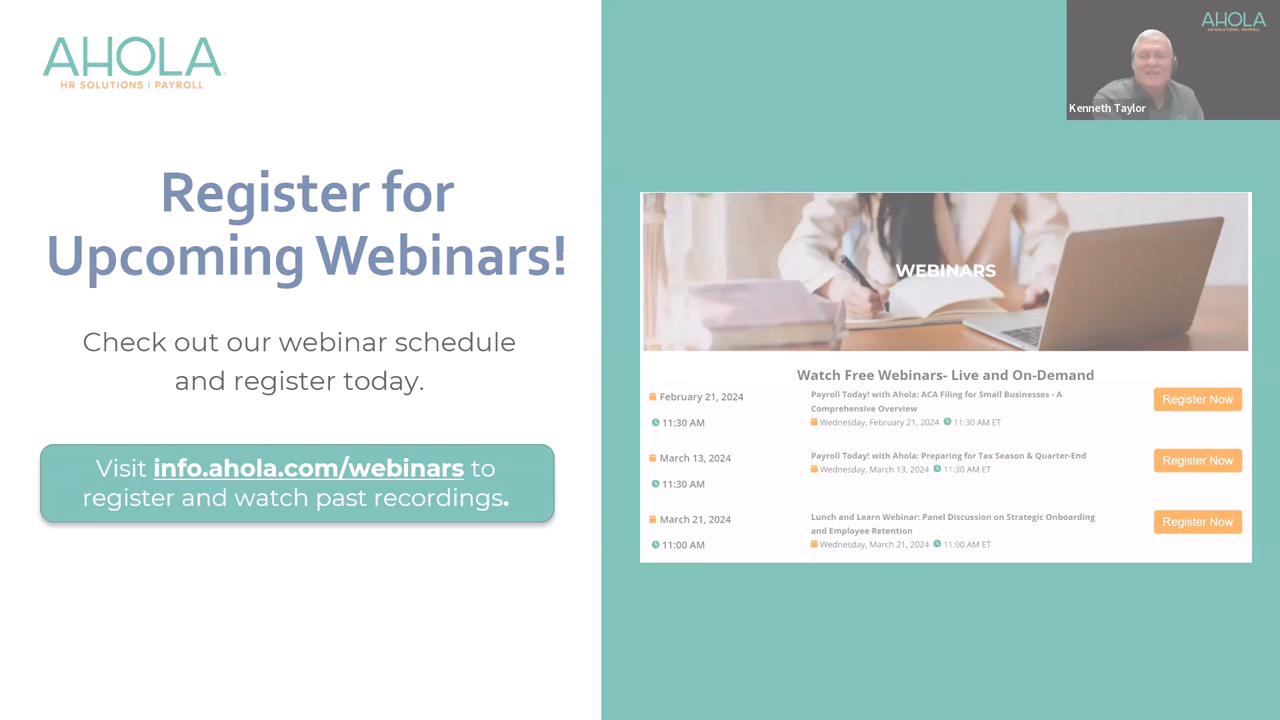 AHOLA
HR SOLUTIONS | PAYROLL
Register for
Upcoming Webinars!
Check out our webinar schedule
and register today.
Visit info.ahola.com/webinars to
register and watch past recordings.
AHOLA
HR SOLUTIONS | PAYROLL
Kenneth Taylor
WEBINARS
Watch Free Webinars- Live and On-Demand
February 21, 2024
11:30 AM
Payroll Today! with Ahola: ACA Filing for Small Businesses - A
Comprehensive Overview
Wednesday, February 21, 2024 11:30 AM ET
Register Now
March 13, 2024
11:30 AM
Payroll Today! with Ahola: Preparing for Tax Season & Quarter-End
Wednesday, March 13, 2024 11:30 AM ET
Register Now
March 21, 2024
11:00 AM
Lunch and Learn Webinar: Panel Discussion on Strategic Onboarding
and Employee Retention
Wednesday, March 21, 2024 11:00 AM ET
Register Now